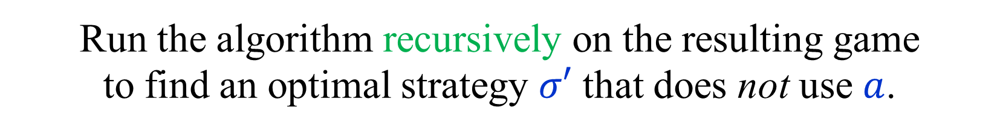 Run the algorithm recursively on the resulting game
to find an optimal strategy σ′ that does not use a.